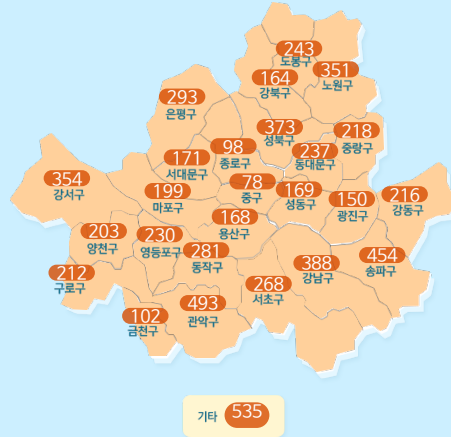 243
도봉구
351
노원구
164
강북구
293
은평구
373
성북구
218
중랑구
98
종로구
237
동대문구
171
서대문구
354
강서구
199
마포구
78
중구
169
성동구
150
광진구
216
강동구
168
용산구
203
양천구
230
영등포구
281
동작구
388
강남구
454
송파구
212
구로구
268
서초구
493
관악구
102
금천구
기타 535